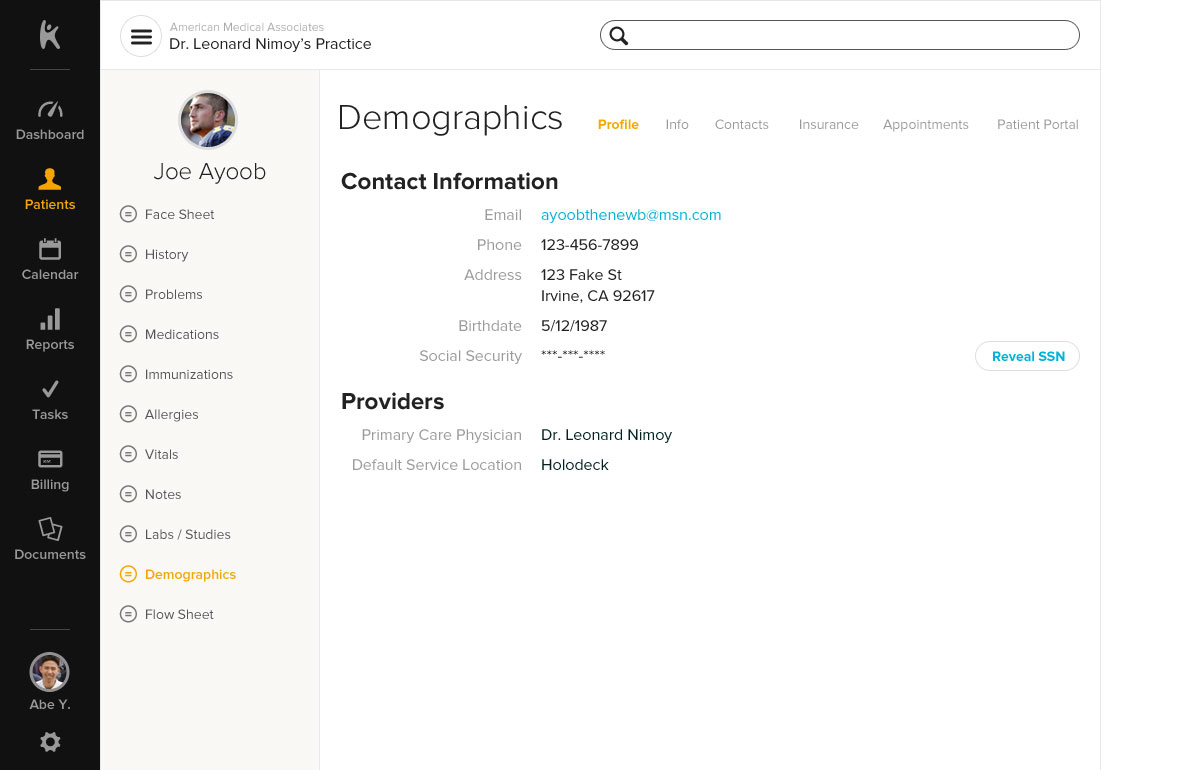 American Medical Associates
Dr. Leonard Nimoy's Practice
Dashboard
Patients
Calendar
Reports
Tasks
Billing
Documents
Abe Y.
Joe Ayoob
Face Sheet
History
Problems
Medications
Immunizations
Allergies
Vitals
Notes
Labs / Studies
Demographics
Flow Sheet
Demographics
Profile Info Contacts Insurance Appointments Patient Portal
Contact Information
Email ayoobthenewb@msn.com
Phone 123-456-7899
Address 123 Fake St
Irvine, CA 92617
Birthdate 5/12/1987
Social Security ***-***-**** Reveal SSN
Providers
Primary Care Physician Dr. Leonard Nimoy
Default Service Location Holodeck